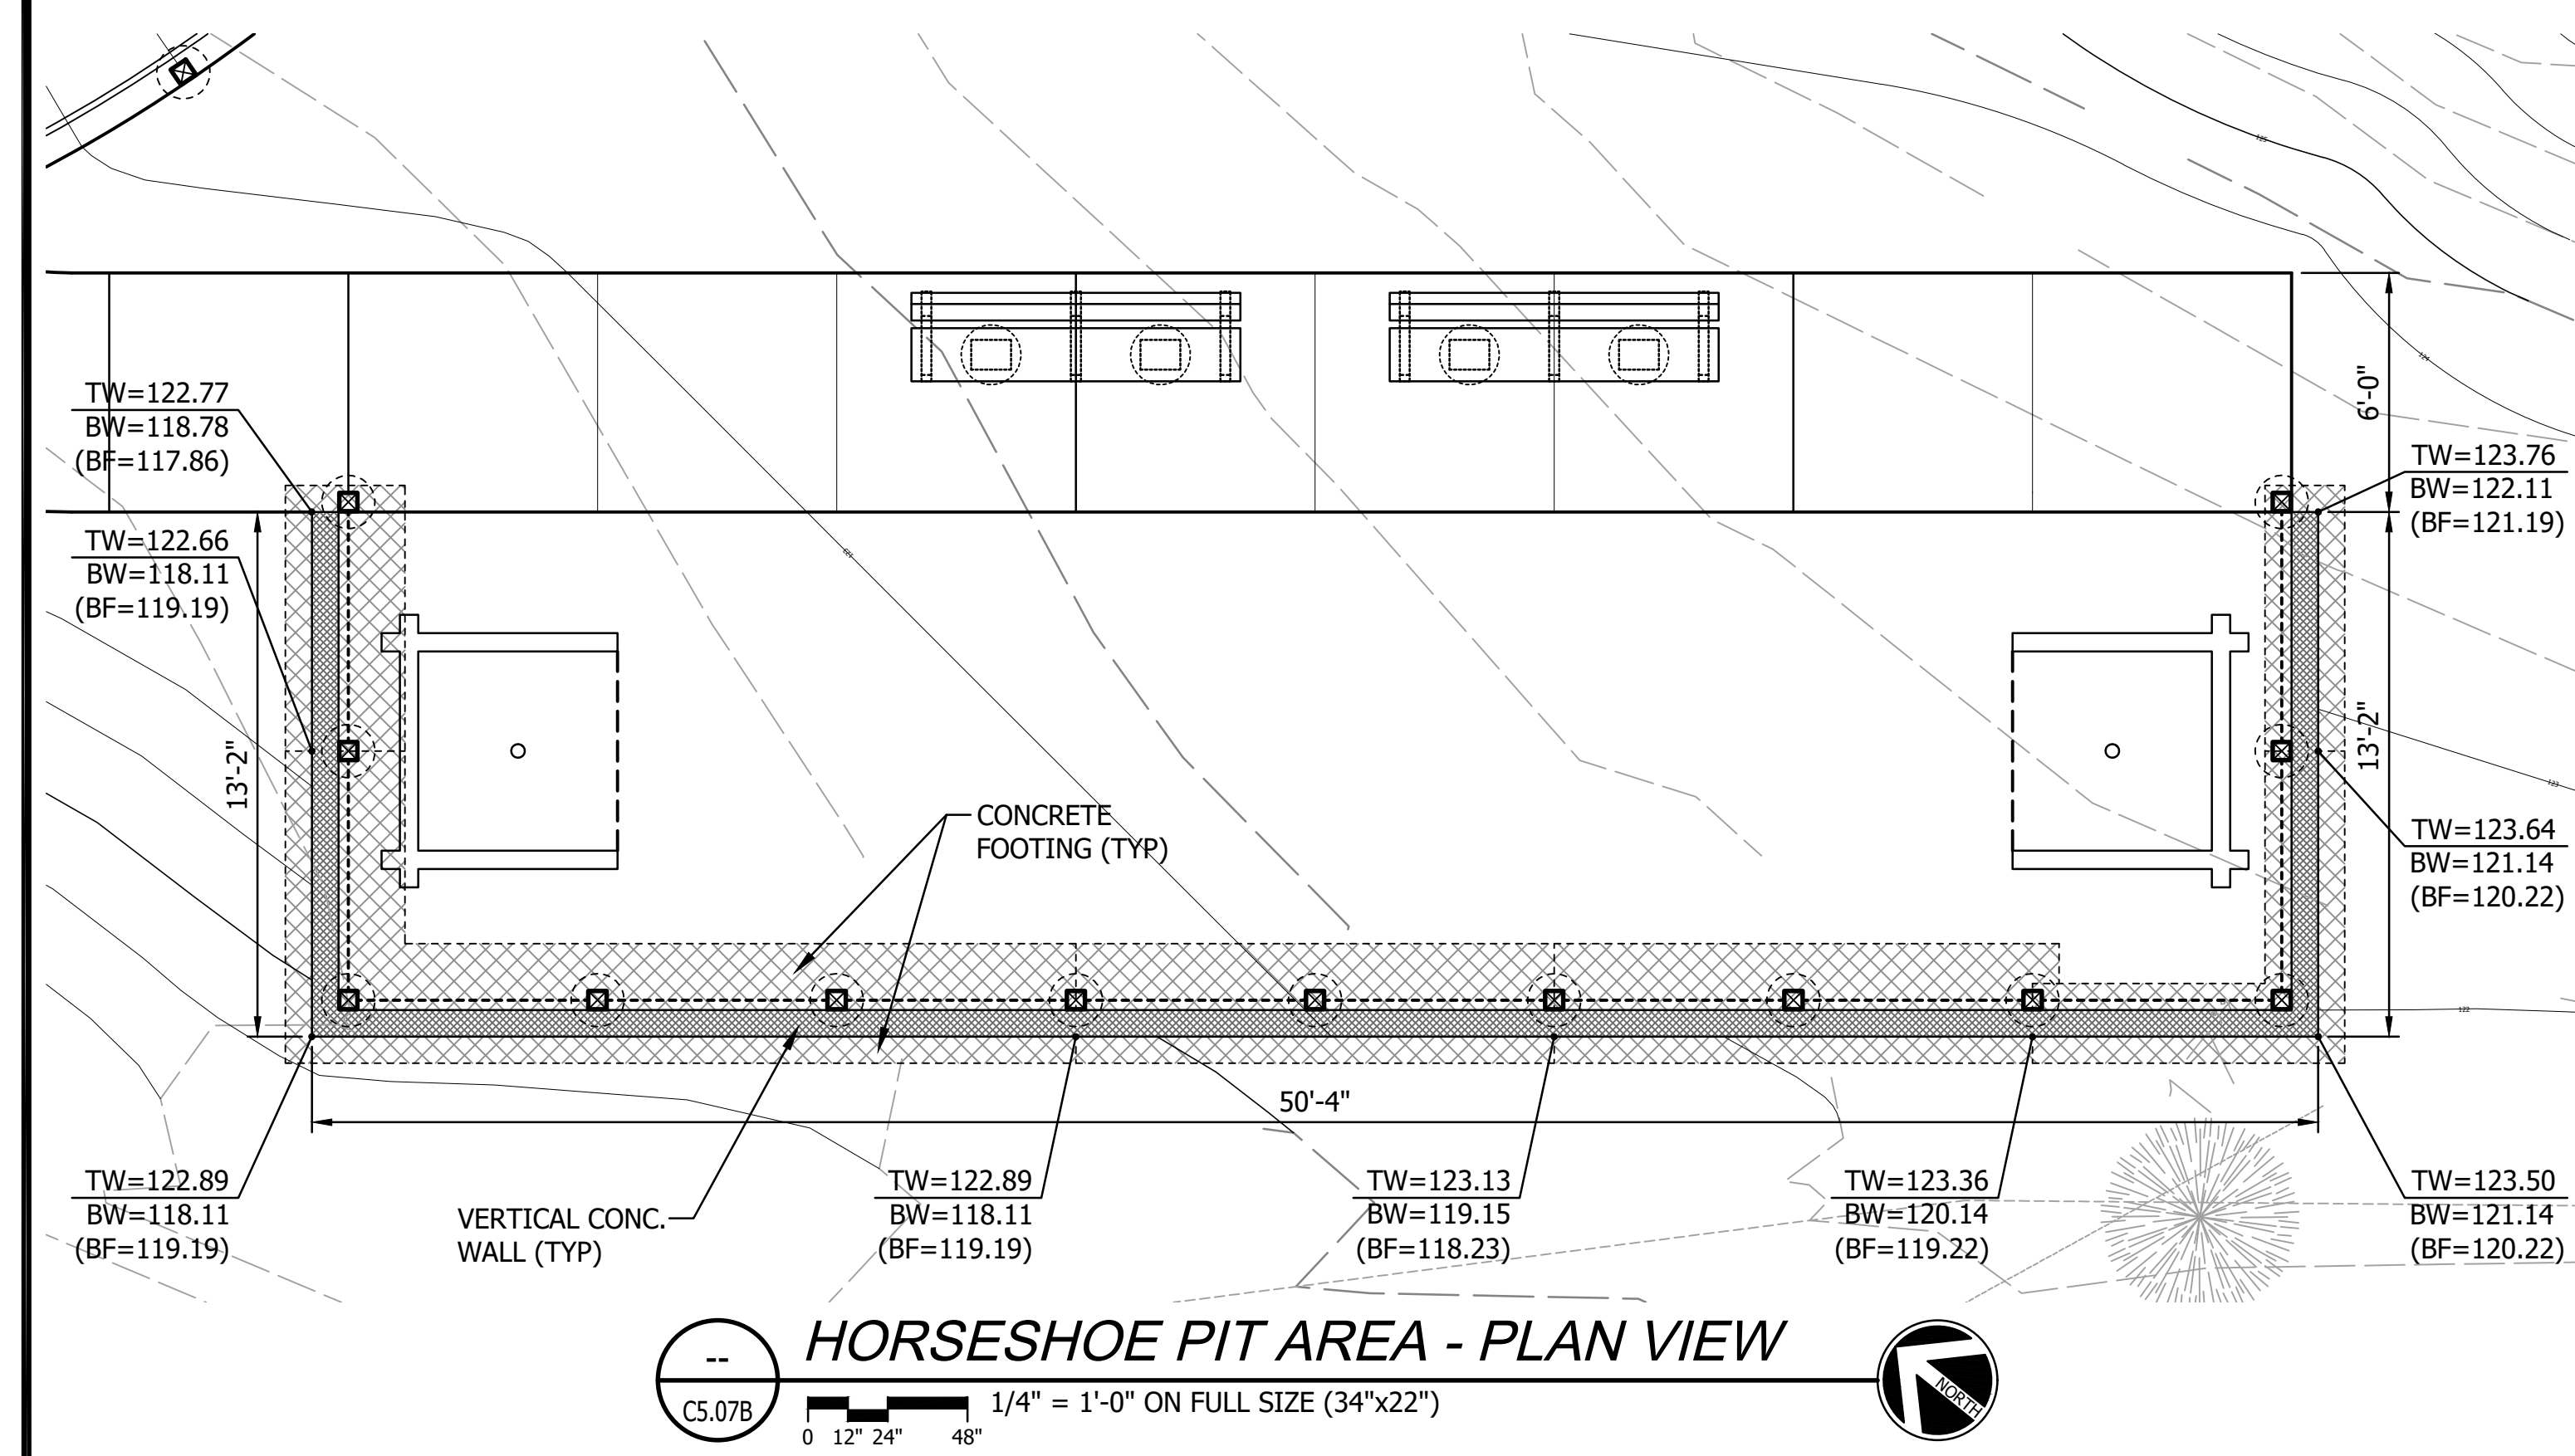 125
124
6'-0"
TW=122.77
BW=118.78
(BF=117.86)
TW=123.76
BW=122.11
(BF=121.19)
TW=122.66
BW=118.11
(BF=119.19)
123
13'-2"
13'-2"
123
CONCRETE
FOOTING (TYP)
TW=123.64
BW=121.14
(BF=120.22)
122
50'-4"
TW=122.89
BW=118.11
(BF=119.19)
VERTICAL CONC.
WALL (TYP)
TW=122.89
BW=118.11
(BF=119.19)
TW=123.13
BW=119.15
(BF=118.23)
TW=123.36
BW=120.14
(BF=119.22)
TW=123.50
BW=121.14
(BF=120.22)
--
C5.07B
HORSESHOE PIT AREA - PLAN VIEW
1/4" = 1'-0" ON FULL SIZE (34"x22")
0 12" 24" 48"
NORTH